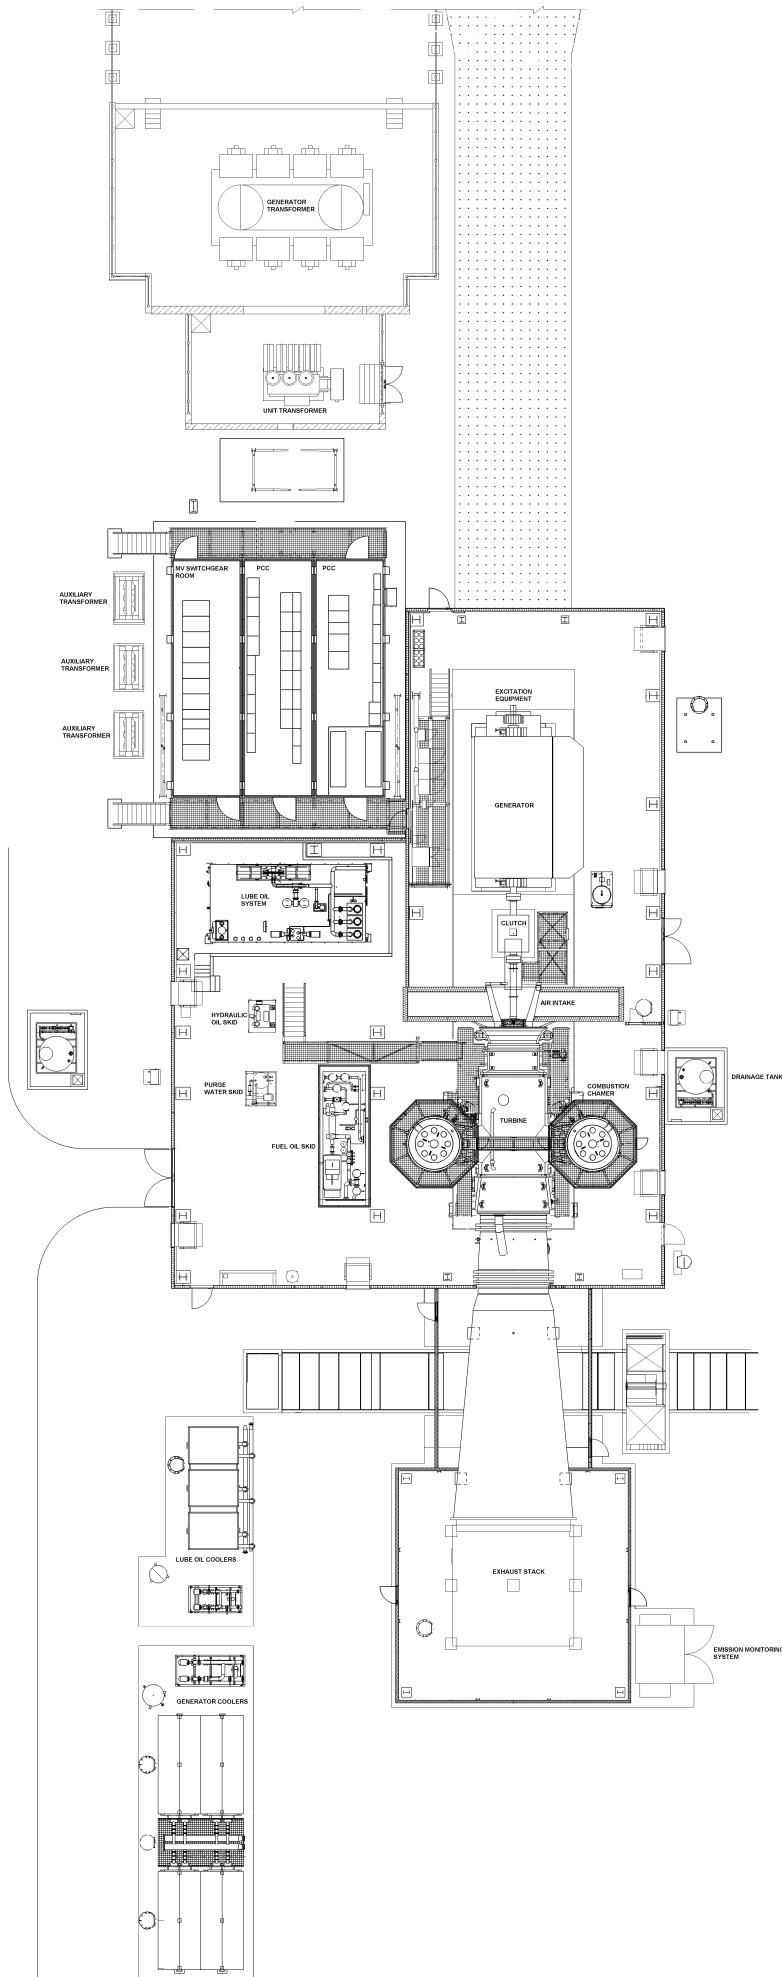 GENERATOR
TRANSFORMER
UNIT TRANSFORMER
MV SWITCHGEAR
ROOM
PCC
PCC
AUXILIARY
TRANSFORMER
AUXILIARY
TRANSFORMER
AUXILIARY
TRANSFORMER
EXCITATION
EQUIPMENT
GENERATOR
LUBE OIL
SYSTEM
CLUTCH
AIR INTAKE
HYDRAULIC
OIL SKID
PURGE
WATER SKID
FUEL OIL SKID
TURBINE
COMBUSTION
CHAMER
DRAINAGE TANK
LUBE OIL COOLERS
EXHAUST STACK
EMISSION MONITORING
SYSTEM
GENERATOR COOLERS